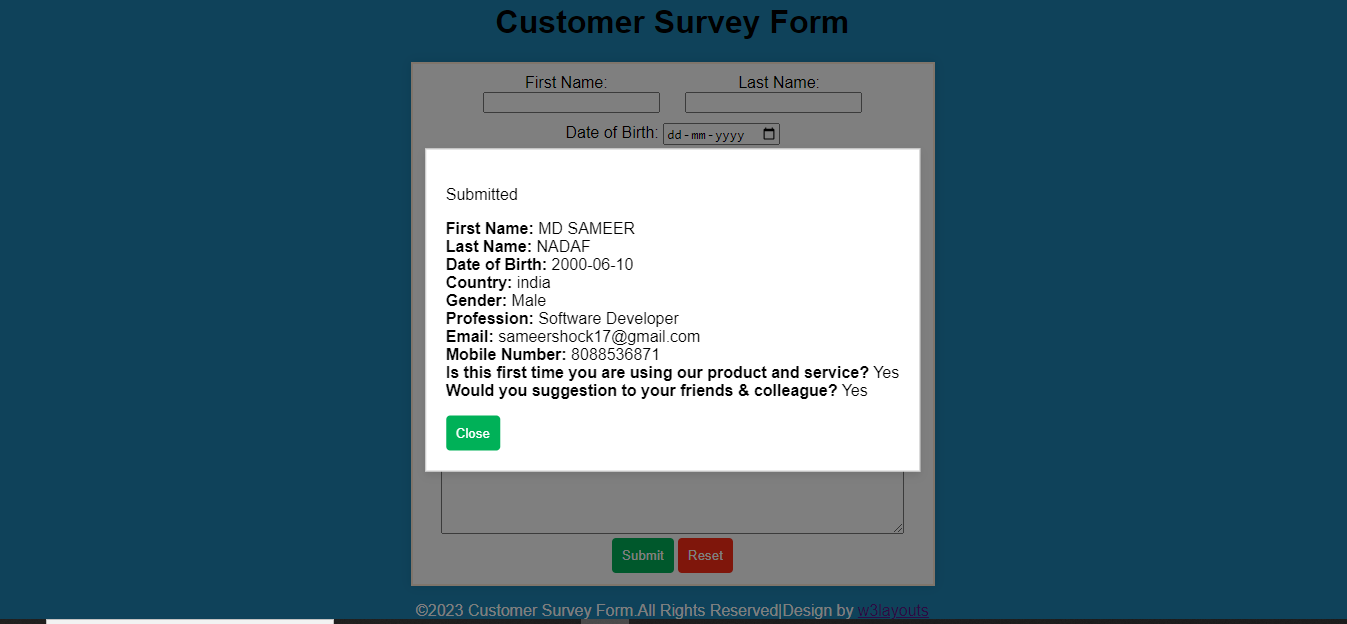 Customer Survey Form
First Name: Last Name:
Date of Birth: dd-mm-yyyy
Submitted
First Name: MD SAMEER
Last Name: NADAF
Date of Birth: 2000-06-10
Country: india
Gender: Male
Profession: Software Developer
Email: sameershock17@gmail.com
Mobile Number: 8088536871
Is this first time you are using our product and service? Yes
Would you suggestion to your friends & colleague? Yes
Close
Submit Reset
©2023 Customer Survey Form.All Rights Reserved|Design by w3layouts